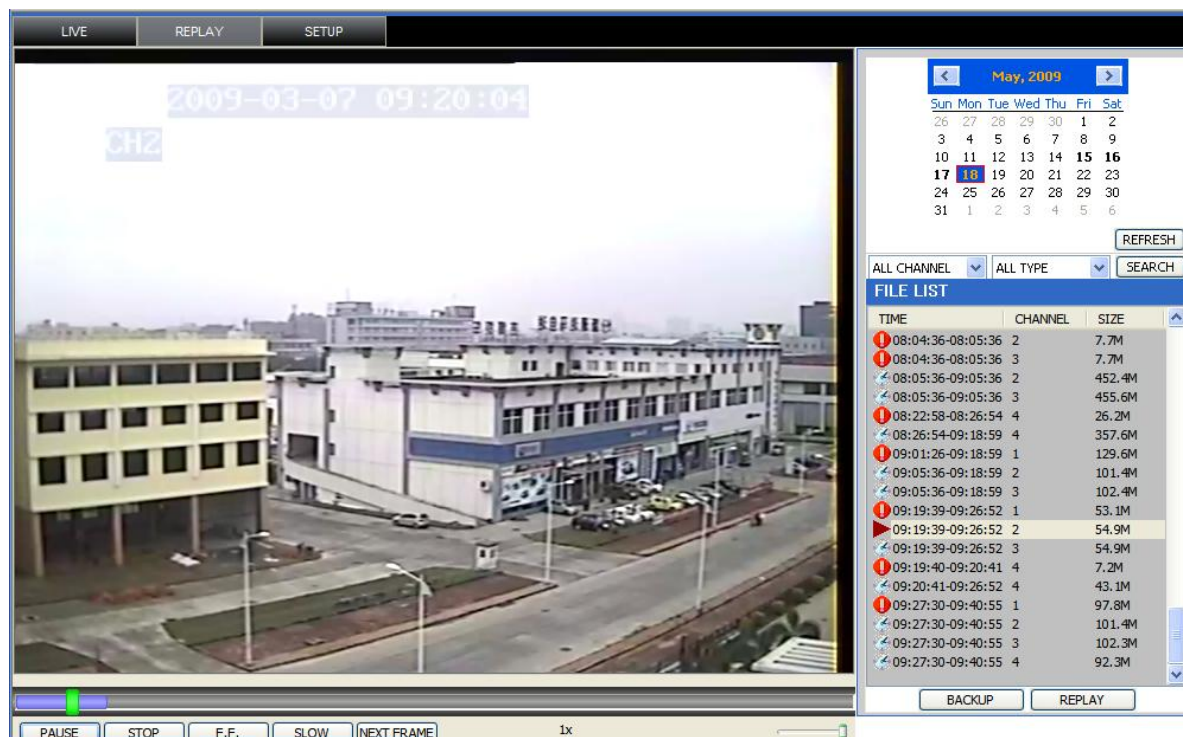 LIVE REPLAY SETUP
2009-03-07 09:20:04
CH2
May, 2009
Sun Mon Tue Wed Thu Fri Sat
26 27 28 29 30 1 2
3 4 5 6 7 8 9
10 11 12 13 14 15 16
17 18 19 20 21 22 23
24 25 26 27 28 29 30
31 1 2 3 4 5 6
REFRESH
ALL CHANNEL ALL TYPE SEARCH
FILE LIST
TIME CHANNEL SIZE
08:04:36-08:05:36 2 7.7M
08:04:36-08:05:36 3 7.7M
08:05:36-09:05:36 2 452.4M
08:05:36-09:05:36 3 455.6M
08:22:58-08:26:54 4 26.2M
08:26:54-09:18:59 4 357.6M
09:01:26-09:18:59 1 129.6M
09:05:36-09:18:59 2 101.4M
09:05:36-09:18:59 3 102.4M
09:19:39-09:26:52 1 53.1M
09:19:39-09:26:52 2 54.9M
09:19:39-09:26:52 3 54.9M
09:19:40-09:20:41 4 7.2M
09:20:41-09:26:52 4 43.1M
09:27:30-09:40:55 1 97.8M
09:27:30-09:40:55 2 101.4M
09:27:30-09:40:55 3 102.3M
09:27:30-09:40:55 4 92.3M
BACKUP REPLAY
PAUSE STOP F.F. SLOW NEXT FRAME 1x